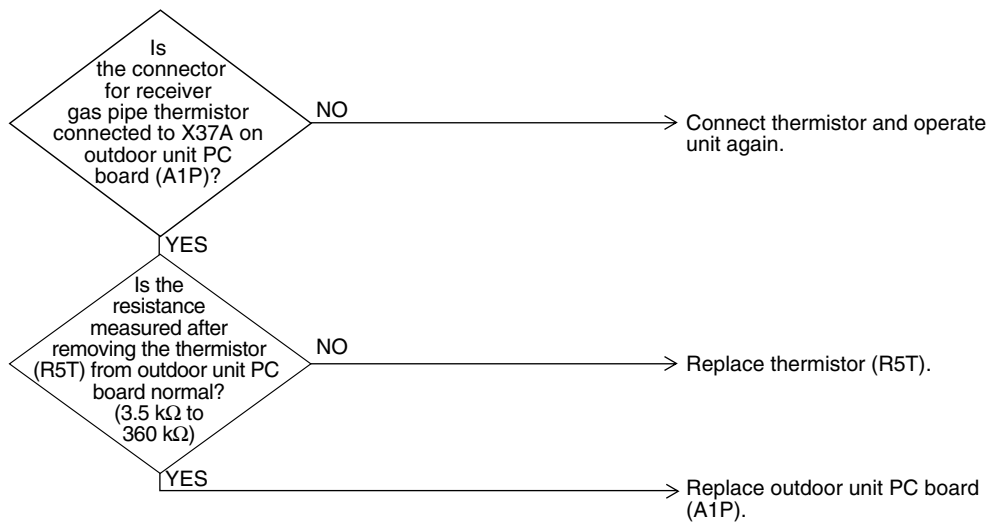 Is
the connector
for receiver
gas pipe thermistor
connected to X37A on
outdoor unit PC
board (A1P)?
NO
Connect thermistor and operate
unit again.
YES
Is the
resistance
measured after
removing the thermistor
(R5T) from outdoor unit PC
board normal?
(3.5 kΩ to
360 kΩ)
NO
Replace thermistor (R5T).
YES
Replace outdoor unit PC board
(A1P).